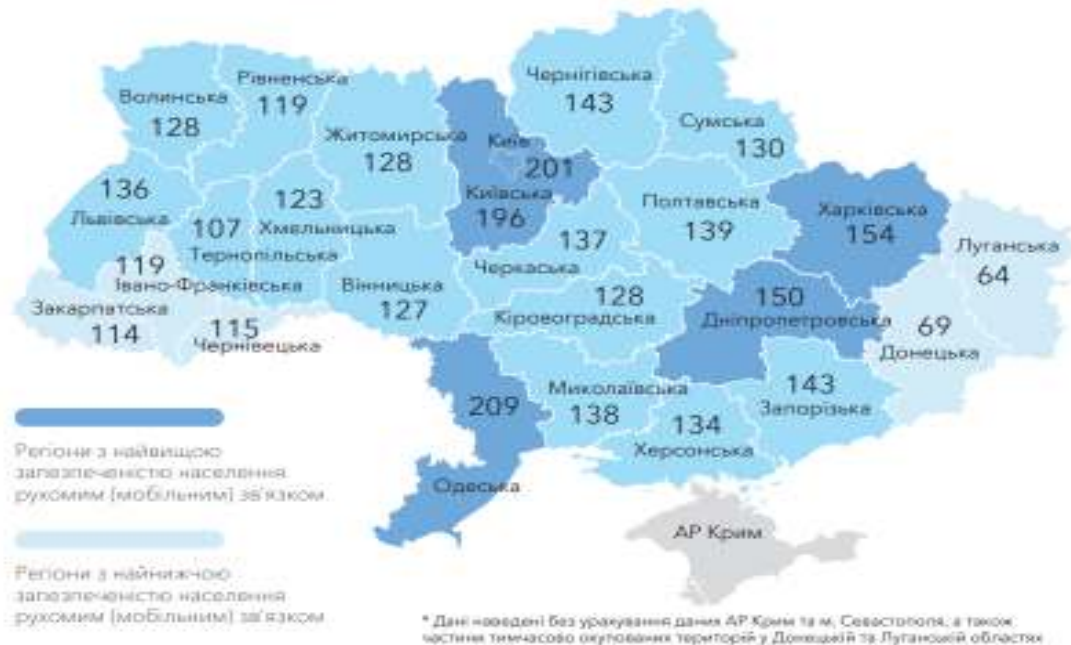 Чернігівська
143
Рівненська
119
Волинська
128
Сумська
130
Житомирська
128
Київ
201
Київська
196
136
Львівська
123
Хмельницька
107
Тернопільська
Полтавська
139
Харківська
154
Луганська
64
137
Черкаська
119
Івано-Франківська
Вінницька
127
Закарпатська
114
115
Чернівецька
128
Кіровоградська
150
Дніпропетровська
69
Донецька
209
Одеська
Миколаївська
138
143
Запорізька
134
Херсонська
АР Крим
Регіони з найвищою
запезпеченістю населення
рухомим (мобільним) зв'язком
Регіони з найнижчою
запезпеченістю населення
рухомим (мобільним) зв'язком
* Дані наведені без урахування даних АР Крим та м. Севастополя, а також
частини тимчасово окупованих територій у Донецькій та Луганській областях